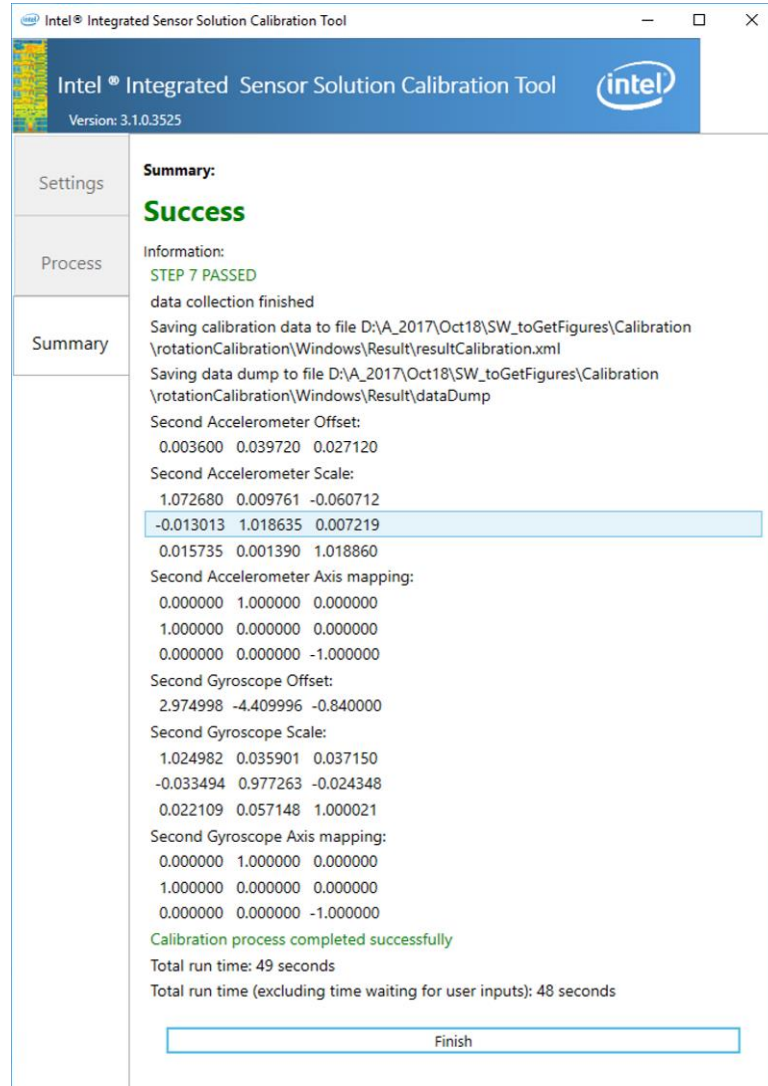 Intel® Integrated Sensor Solution Calibration Tool
Intel ® Integrated Sensor Solution Calibration Tool
intel
Version: 3.1.0.3525
Settings
Process
Summary
Summary:
Success
Information:
STEP 7 PASSED
data collection finished
Saving calibration data to file D:\A_2017\Oct18\SW_toGetFigures\Calibration
\rotationCalibration\Windows\Result\resultCalibration.xml
Saving data dump to file D:\A_2017\Oct18\SW_toGetFigures\Calibration
\rotationCalibration\Windows\Result\dataDump
Second Accelerometer Offset:
0.003600 0.039720 0.027120
Second Accelerometer Scale:
1.072680 0.009761 -0.060712
-0.013013 1.018635 0.007219
0.015735 0.001390 1.018860
Second Accelerometer Axis mapping:
0.000000 1.000000 0.000000
1.000000 0.000000 0.000000
0.000000 0.000000 -1.000000
Second Gyroscope Offset:
2.974998 -4.409996 -0.840000
Second Gyroscope Scale:
1.024982 0.035901 0.037150
-0.033494 0.977263 -0.024348
0.022109 0.057148 1.000021
Second Gyroscope Axis mapping:
0.000000 1.000000 0.000000
1.000000 0.000000 0.000000
0.000000 0.000000 -1.000000
Calibration process completed successfully
Total run time: 49 seconds
Total run time (excluding time waiting for user inputs): 48 seconds
Finish